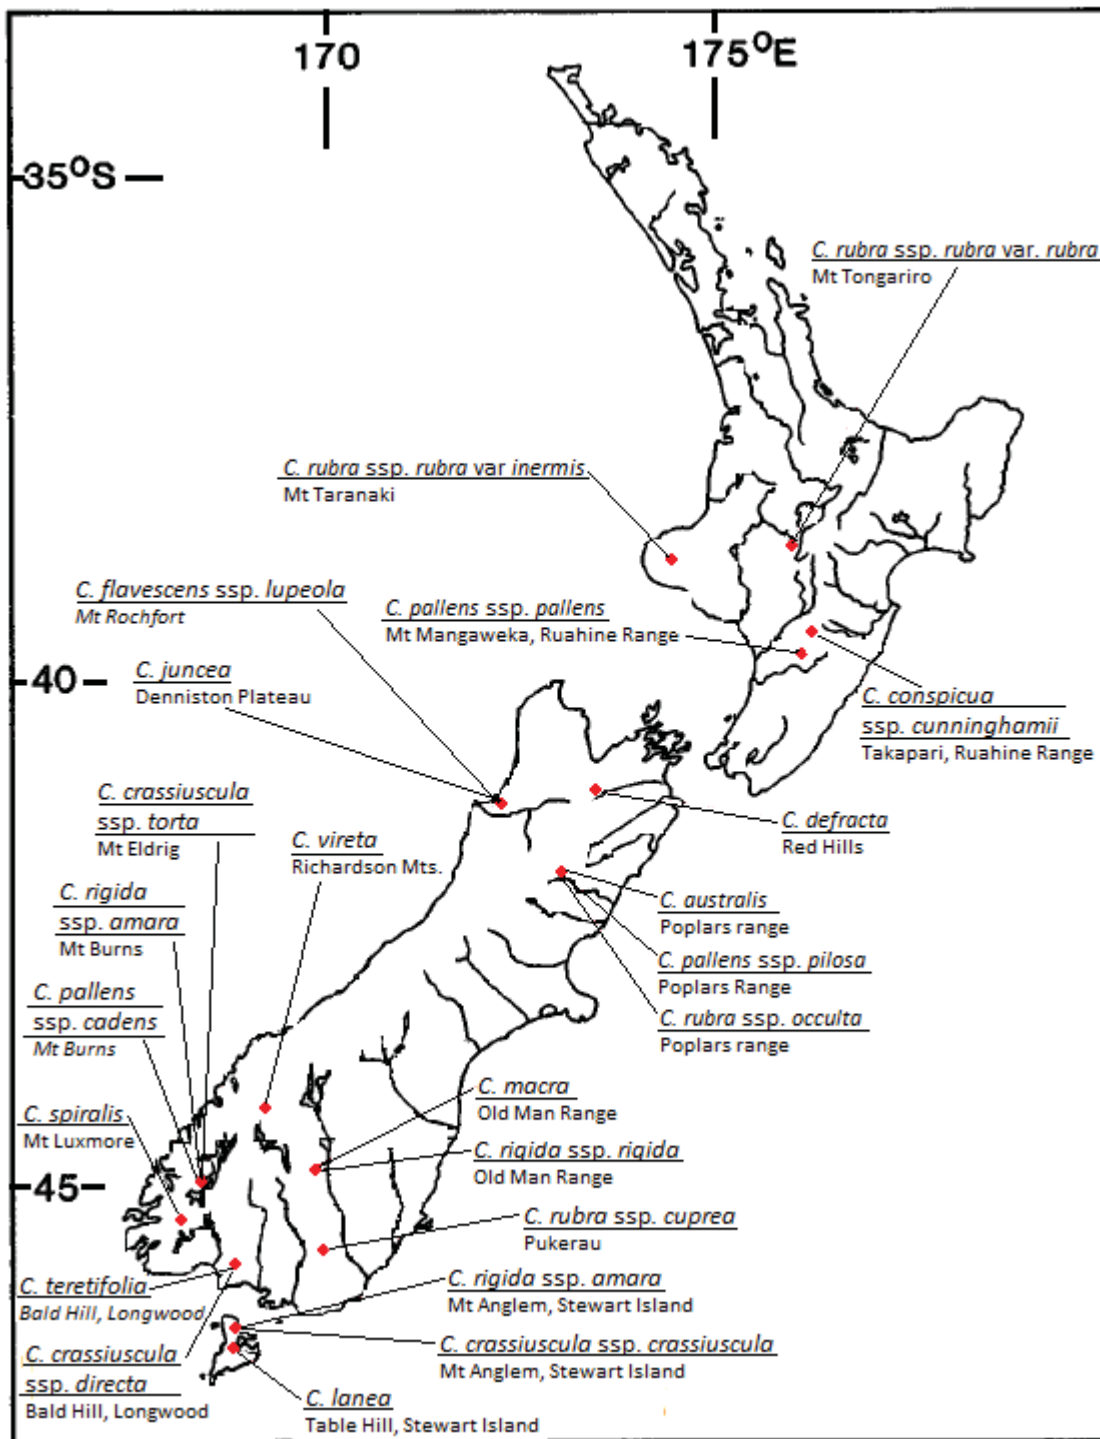 170
175°E
35°S
C. rubra ssp. rubra var. rubra
Mt Tongariro
C. rubra ssp. rubra var inermis
Mt Taranaki
C. flavescens ssp. lupeola
Mt Rochfort
C. pallens ssp. pallens
Mt Mangaweka, Ruahine Range
40
C. juncea
Denniston Plateau
C. conspicua
ssp. cunninghamii
Takapari, Ruahine Range
C. crassiuscula
ssp. torta
Mt Eldrig
C. vireta
Richardson Mts.
C. defracta
Red Hills
C. rigida
ssp. amara
Mt Burns
C. australis
Poplars range
C. pallens ssp. pilosa
Poplars Range
C. pallens
ssp. cadens
Mt Burns
C. rubra ssp. occulta
Poplars range
C. macra
Old Man Range
C. spiralis
Mt Luxmore
C. rigida ssp. rigida
Old Man Range
45
C. rubra ssp. cuprea
Pukerau
C. teretifolia
Bald Hill, Longwood
C. rigida ssp. amara
Mt Anglem, Stewart Island
C. crassiuscula ssp. crassiuscula
Mt Anglem, Stewart Island
C. crassiuscula
ssp. directa
Bald Hill, Longwood
C. lanea
Table Hill, Stewart Island